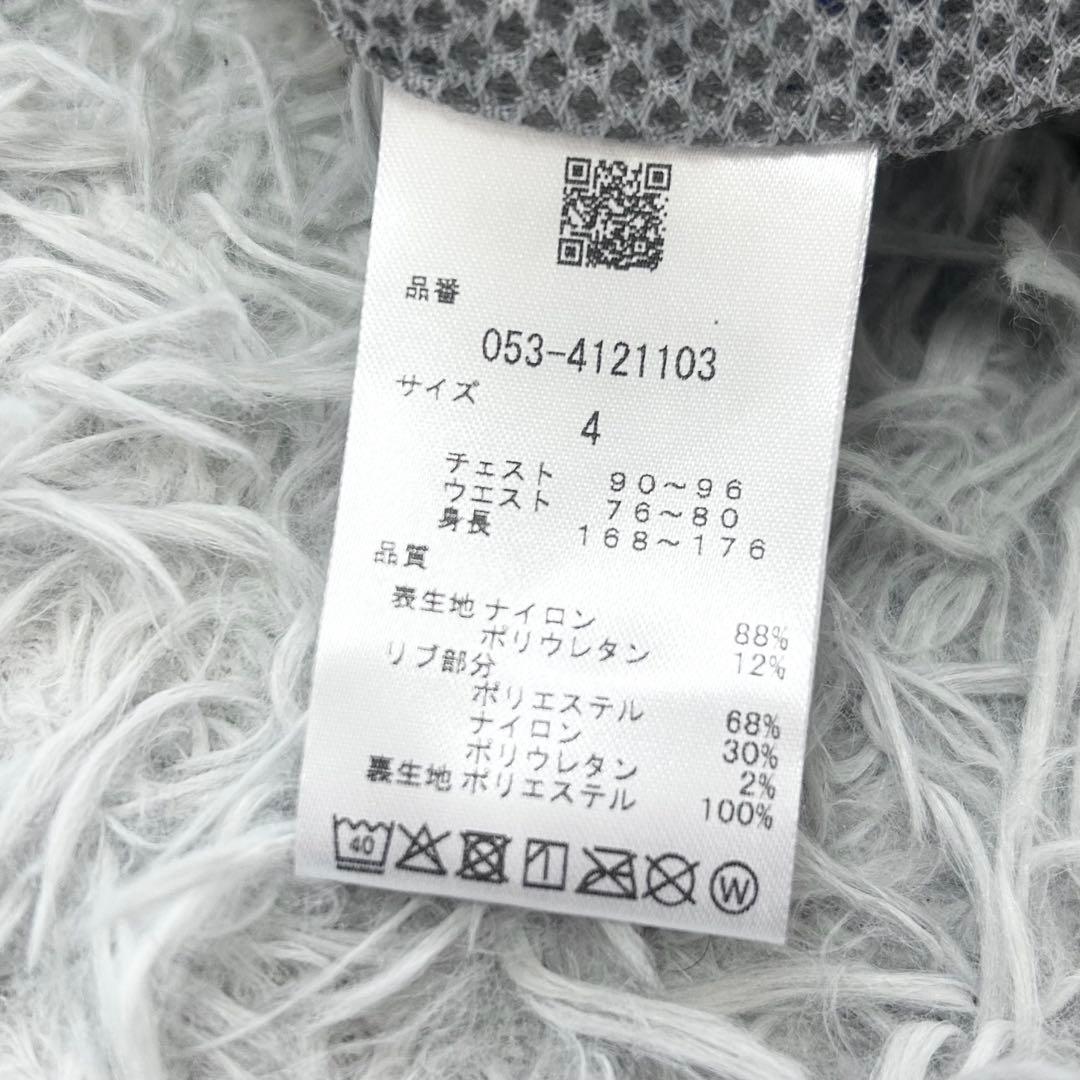 品番
053-4121103
サイズ
4
チェスト 90～96
ウエスト 76～80
身長 168～176
品質
表生地 ナイロン 88%
ポリウレタン 12%
リブ部分
ポリエステル 68%
ナイロン 30%
ポリウレタン 2%
裏生地 ポリエステル 100%
40
W